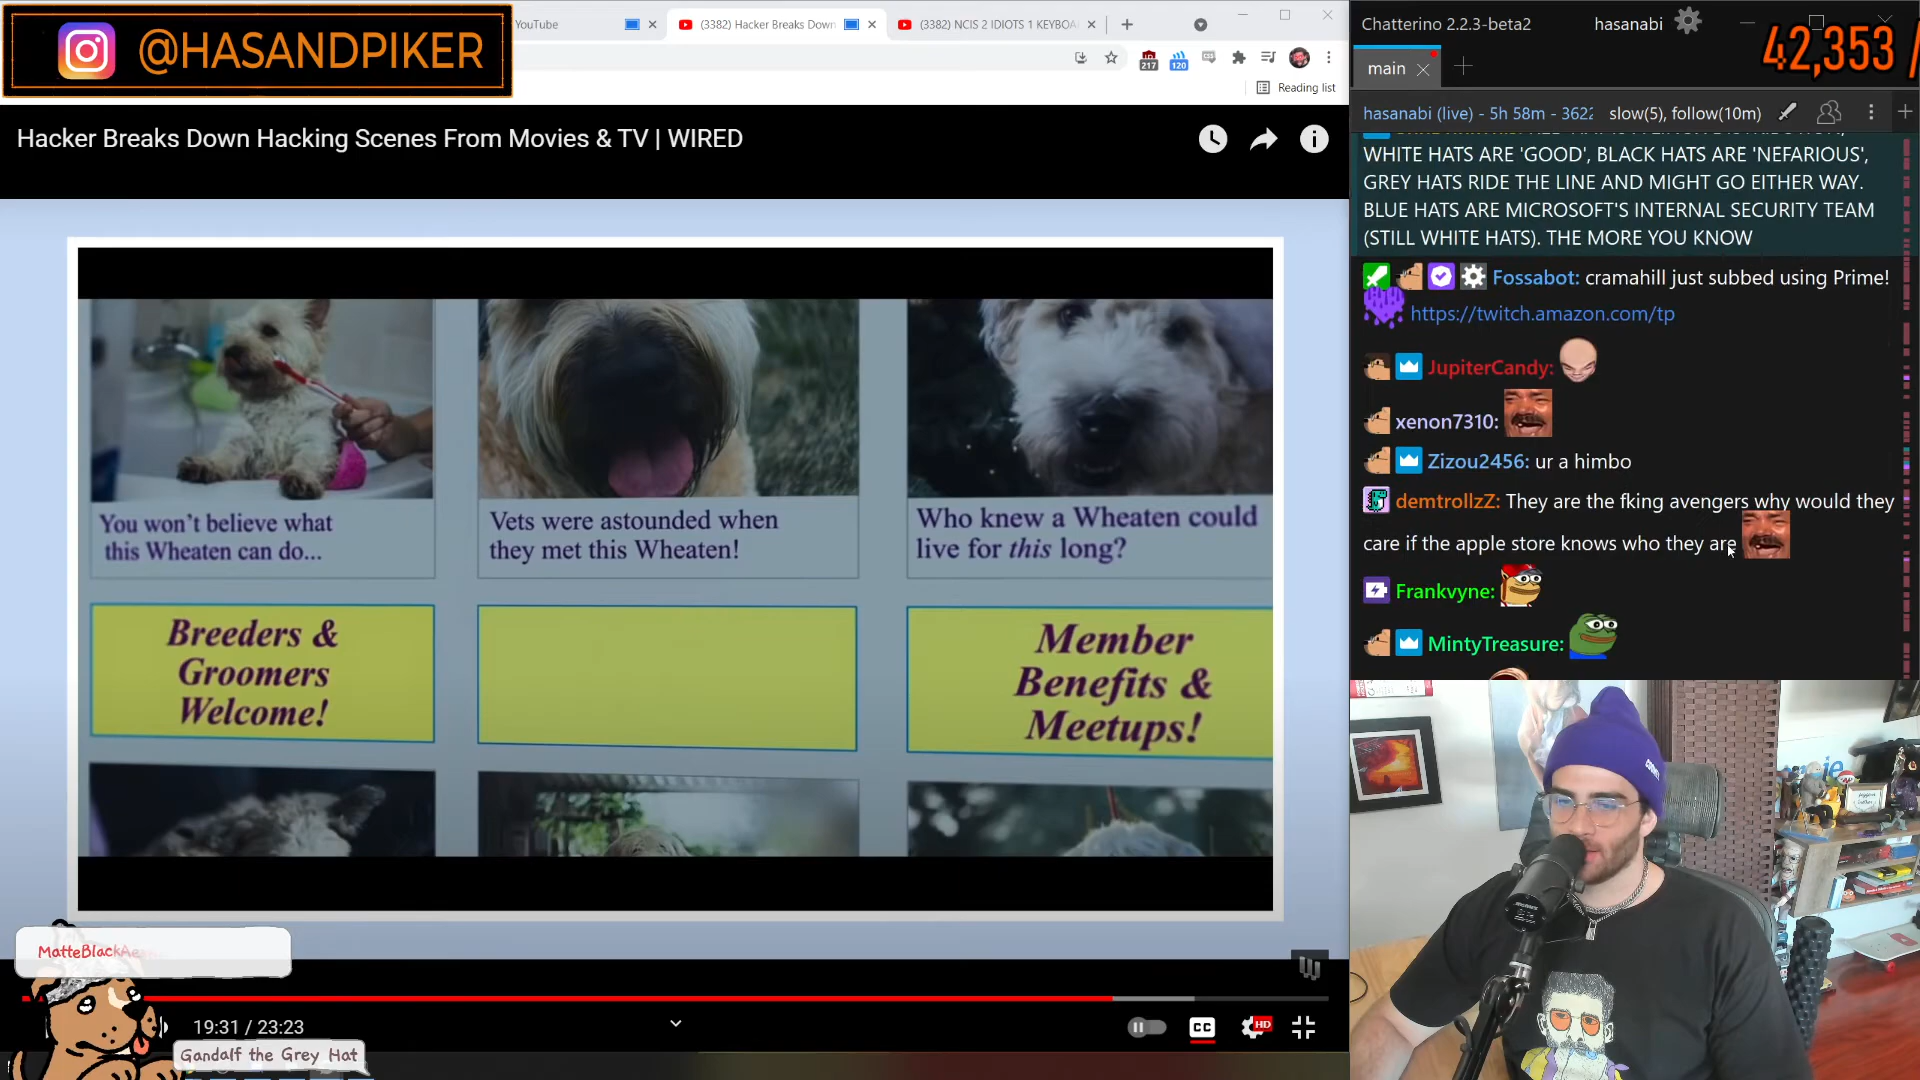 @HASANDPIKER
YouTube
(3382) Hacker Breaks Down
(3382) NCIS 2 IDIOTS 1 KEYBOA
217
120
Reading list
Hacker Breaks Down Hacking Scenes From Movies & TV | WIRED
You won't believe what
this Wheaten can do...
Vets were astounded when
they met this Wheaten!
Who knew a Wheaten could
live for this long?
Breeders &
Groomers
Welcome!
Member
Benefits &
Meetups!
MatteBlackAe
19:31 / 23:23
CC
HD
Gandalf the Grey Hat
Chatterino 2.2.3-beta2
hasanabi
42,353 /
main
hasanabi (live) - 5h 58m - 3622
slow(5), follow(10m)
WHITE HATS ARE 'GOOD', BLACK HATS ARE 'NEFARIOUS',
GREY HATS RIDE THE LINE AND MIGHT GO EITHER WAY.
BLUE HATS ARE MICROSOFT'S INTERNAL SECURITY TEAM
(STILL WHITE HATS). THE MORE YOU KNOW
Fossabot: cramahill just subbed using Prime!
https://twitch.amazon.com/tp
JupiterCandy:
xenon7310:
Zizou2456: ur a himbo
demtrollzZ: They are the fking avengers why would they
care if the apple store knows who they are
Frankvyne:
MintyTreasure: